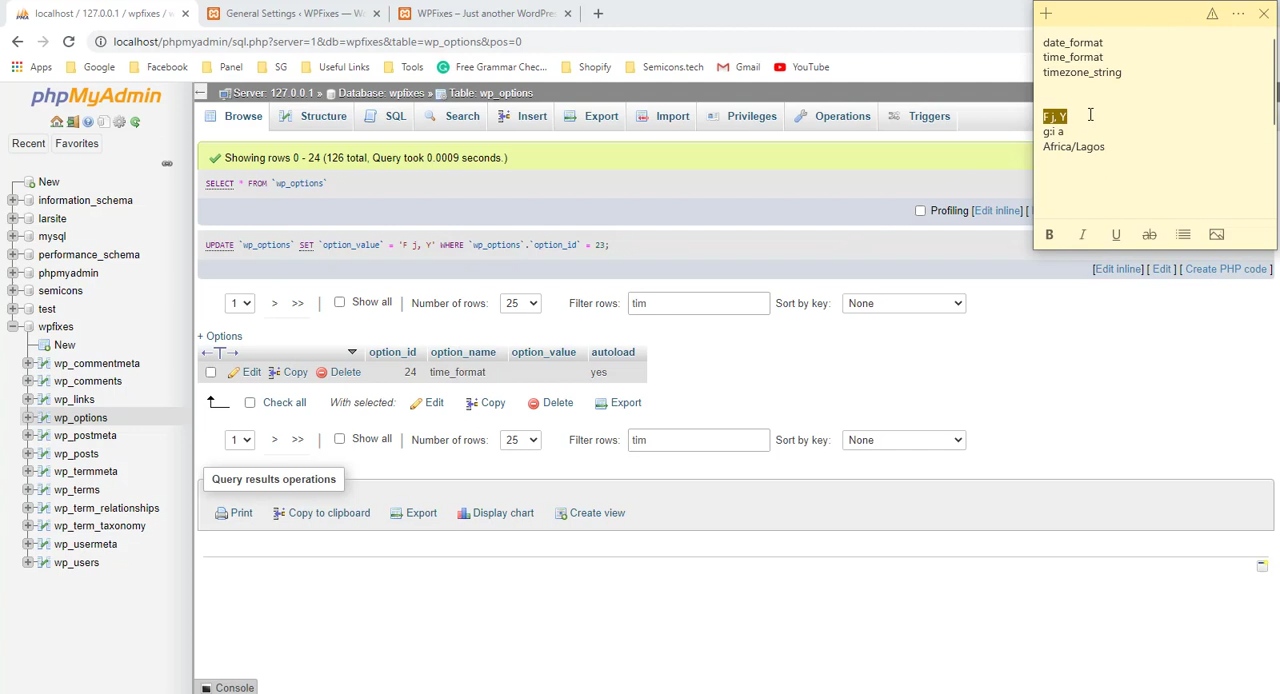 localhost / 127.0.0.1 / wpfixes / w
General Settings ‹ WPFixes — Wo
WPFixes – Just another WordPre
localhost/phpmyadmin/sql.php?server=1&db=wpfixes&table=wp_options&pos=0
Apps Google Facebook Panel SG Useful Links Tools Free Grammar Chec... Shopify Semicons.tech Gmail YouTube
date_format
time_format
timezone_string
F j, Y
g:i a
Africa/Lagos
B I U ab
phpMyAdmin
Recent Favorites
New
information_schema
larsite
mysql
performance_schema
phpmyadmin
semicons
test
wpfixes
New
wp_commentmeta
wp_comments
wp_links
wp_options
wp_postmeta
wp_posts
wp_termmeta
wp_terms
wp_term_relationships
wp_term_taxonomy
wp_usermeta
wp_users
Server: 127.0.0.1 » Database: wpfixes » Table: wp_options
Browse Structure SQL Search Insert Export Import Privileges Operations Triggers
Showing rows 0 - 24 (126 total, Query took 0.0009 seconds.)
SELECT * FROM `wp_options`
Profiling [Edit inline] [
UPDATE `wp_options` SET `option_value` = 'F j, Y' WHERE `wp_options`.`option_id` = 23;
[Edit inline] [ Edit ] [ Create PHP code ]
1 > >> | Show all | Number of rows: 25 Filter rows: tim Sort by key: None
+ Options
←T→ option_id option_name option_value autoload
Edit Copy Delete 24 time_format yes
Check all With selected: Edit Copy Delete Export
1 > >> | Show all | Number of rows: 25 Filter rows: tim Sort by key: None
Query results operations
Print Copy to clipboard Export Display chart Create view
Console